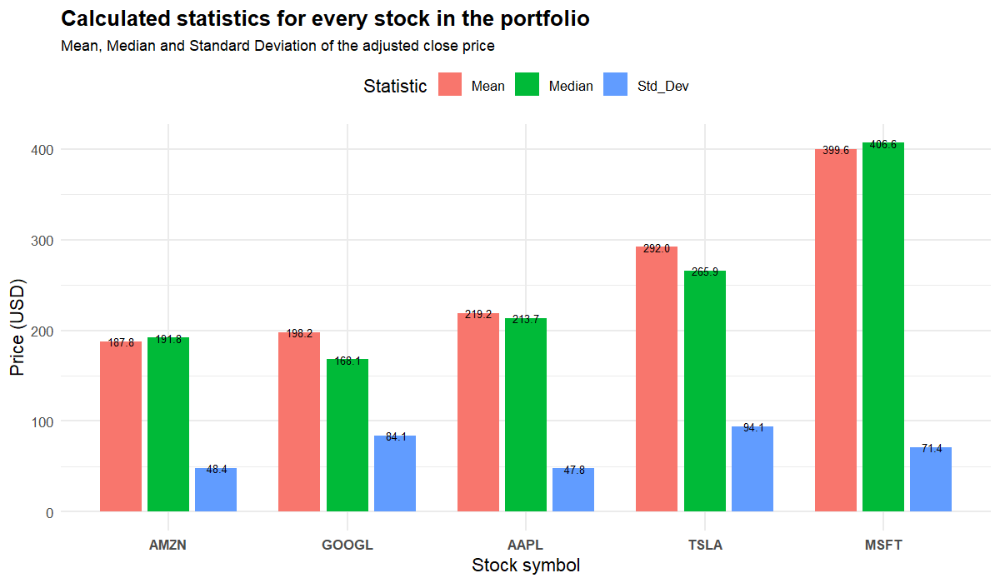 Calculated statistics for every stock in the portfolio
Mean, Median and Standard Deviation of the adjusted close price
Statistic Mean Median Std_Dev
Price (USD)
400
300
200
100
0
187.8 191.8 48.4
198.2 168.1 84.1
219.2 213.7 47.8
292.0 265.9 94.1
399.6 406.6 71.4
AMZN GOOGL AAPL TSLA MSFT
Stock symbol